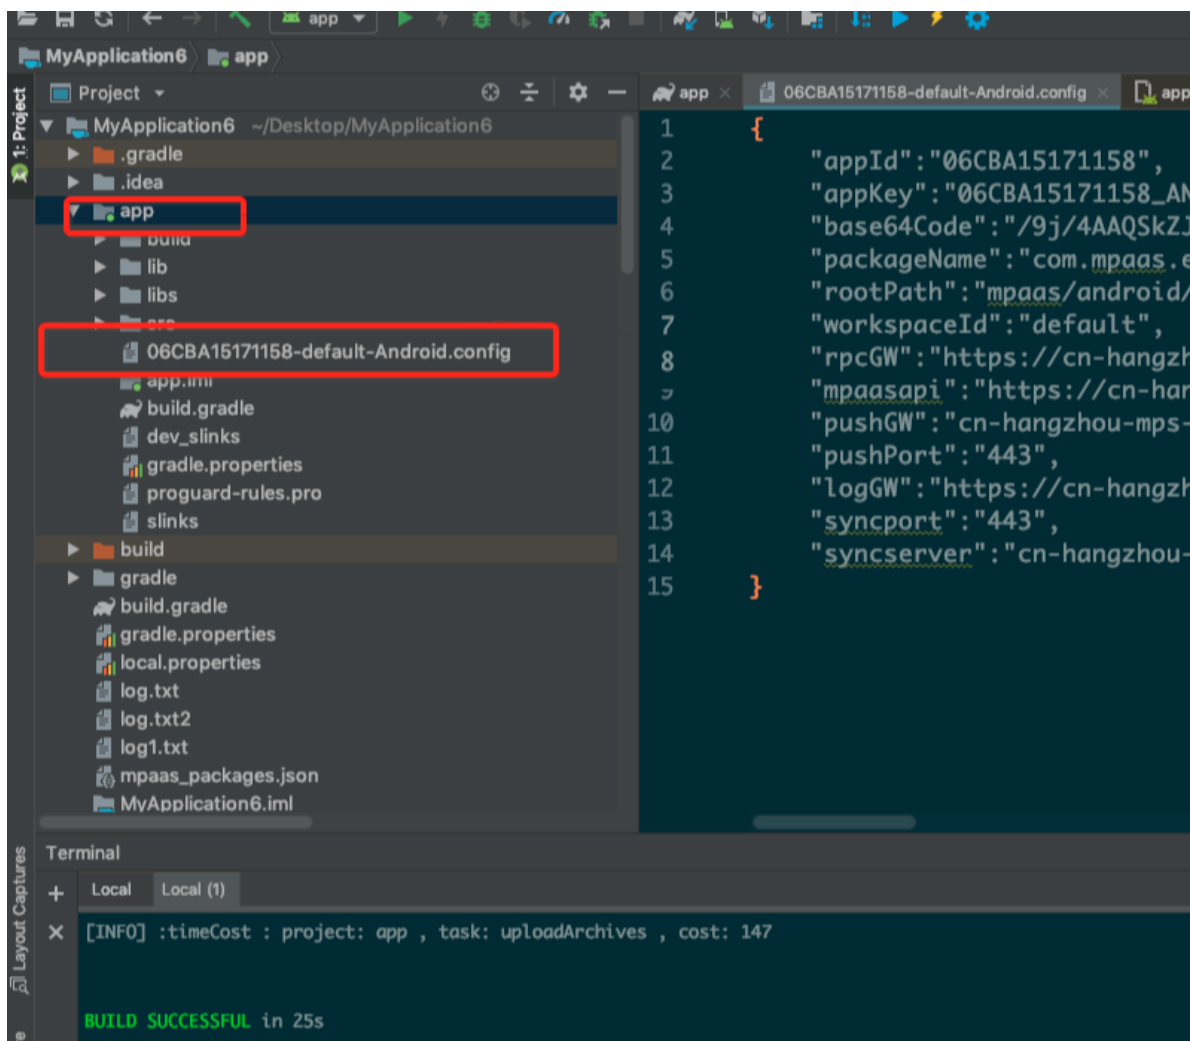 app
MyApplication6 app
1: Project
Project
MyApplication6 ~/Desktop/MyApplication6
.gradle
.idea
app
build
lib
libs
src
06CBA15171158-default-Android.config
app.iml
build.gradle
dev_slinks
gradle.properties
proguard-rules.pro
slinks
build
gradle
build.gradle
gradle.properties
local.properties
log.txt
log.txt2
log1.txt
mpaas_packages.json
MyApplication6.iml
app 06CBA15171158-default-Android.config app
1 {
2 "appId":"06CBA15171158",
3 "appKey":"06CBA15171158_AN
4 "base64Code":"/9j/4AAQSkZJ
5 "packageName":"com.mpaas.e
6 "rootPath":"mpaas/android/
7 "workspaceId":"default",
8 "rpcGW":"https://cn-hangzh
9 "mpaasapi":"https://cn-han
10 "pushGW":"cn-hangzhou-mps-
11 "pushPort":"443",
12 "logGW":"https://cn-hangzh
13 "syncport":"443",
14 "syncserver":"cn-hangzhou-
15 }
Layout Captures
Terminal
+ Local Local (1)
[INFO] :timeCost : project: app , task: uploadArchives , cost: 147
BUILD SUCCESSFUL in 25s